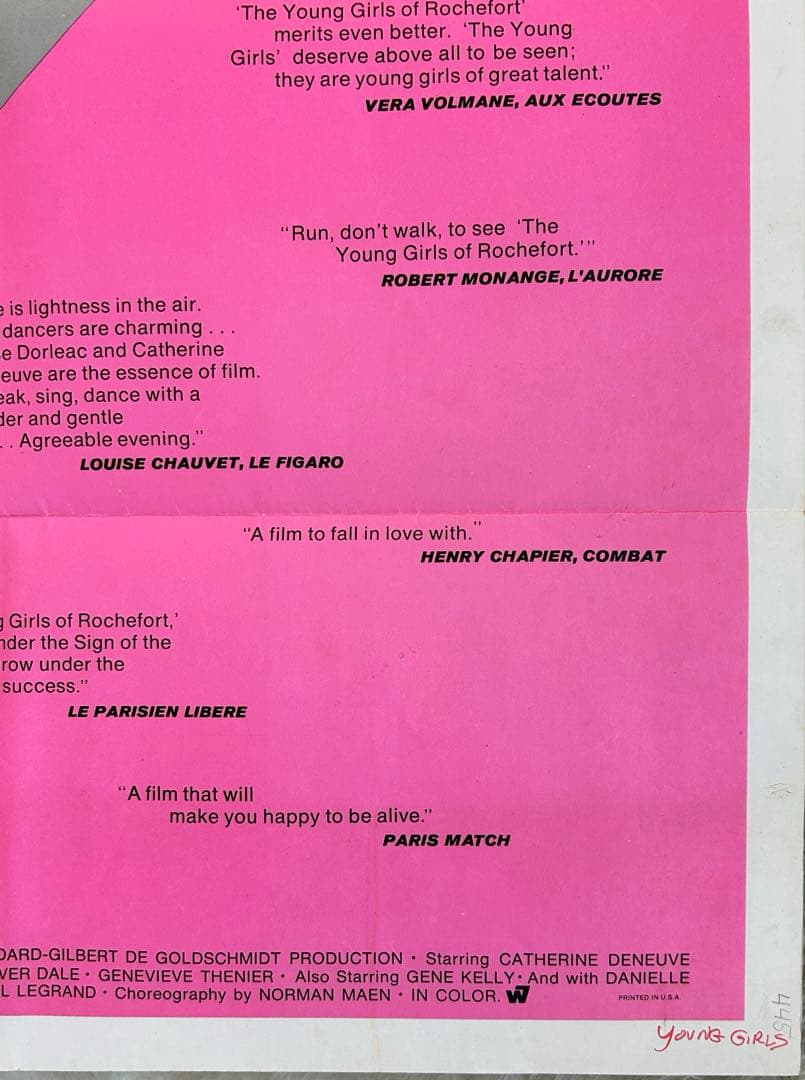 'The Young Girls of Rochefort'
merits even better. 'The Young
Girls' deserve above all to be seen;
they are young girls of great talent."
VERA VOLMANE, AUX ECOUTES
"Run, don't walk, to see 'The
Young Girls of Rochefort.'"
ROBERT MONANGE, L'AURORE
e is lightness in the air.
dancers are charming . . .
e Dorleac and Catherine
euve are the essence of film.
eak, sing, dance with a
der and gentle
. . Agreeable evening."
LOUISE CHAUVET, LE FIGARO
"A film to fall in love with."
HENRY CHAPIER, COMBAT
g Girls of Rochefort,'
nder the Sign of the
row under the
success."
LE PARISIEN LIBERE
"A film that will
make you happy to be alive."
PARIS MATCH
DARD-GILBERT DE GOLDSCHMIDT PRODUCTION • Starring CATHERINE DENEUVE
VER DALE • GENEVIEVE THENIER • Also Starring GENE KELLY • And with DANIELLE
L LEGRAND • Choreography by NORMAN MAEN • IN COLOR. W7
PRINTED IN U.S.A.
445
YOUNG GIRLS